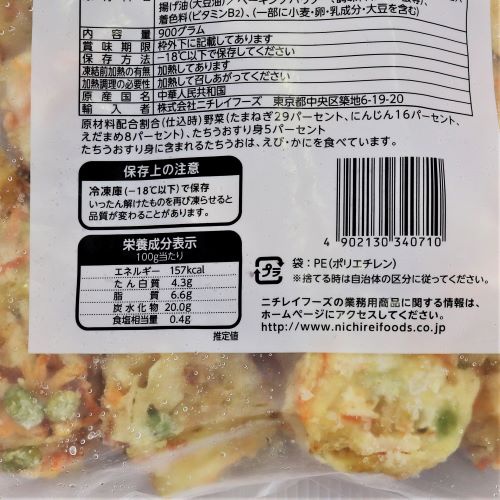 揚げ油(大豆油)／ベーキングパウダー
着色料(ビタミンB2)、(一部に小麦・卵・乳成分・大豆を含む)
内容量 900グラム
賞味期限 枠外下に記載してあります
保存方法 －18℃以下で保存してください
凍結前加熱の有無 加熱してあります
加熱調理の必要性 加熱して召しあがってください
原産国名 中華人民共和国
輸入者 株式会社ニチレイフーズ 東京都中央区築地6-19-20
原材料配合割合(仕込時)野菜(たまねぎ29パーセント、にんじん16パーセント、
えだまめ8パーセント)、たちうおすり身5パーセント
たちうおすり身に含まれるたちうおは、えび・かにを食べています。
保存上の注意
冷凍庫(－18℃以下)で保存
いったん解けたものを再び凍らせると
品質が変わることがあります。
4 902130 340710
栄養成分表示
100g当たり
エネルギー 157kcal
たん白質 4.3g
脂質 6.6g
炭水化物 20.0g
食塩相当量 0.4g
推定値
プラ
袋：PE(ポリエチレン)
※捨てる時は自治体の区分に従ってください。
ニチレイフーズの業務用商品に関する情報は、
ホームページにアクセスしてください。
http://www.nichireifoods.co.jp